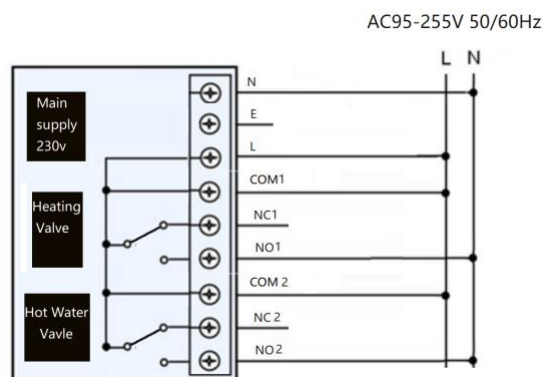 AC95-255V 50/60Hz
L N
Main
supply
230v
N
E
L
COM1
Heating
Valve
NC1
NO1
COM 2
Hot Water
Vavle
NC 2
NO2